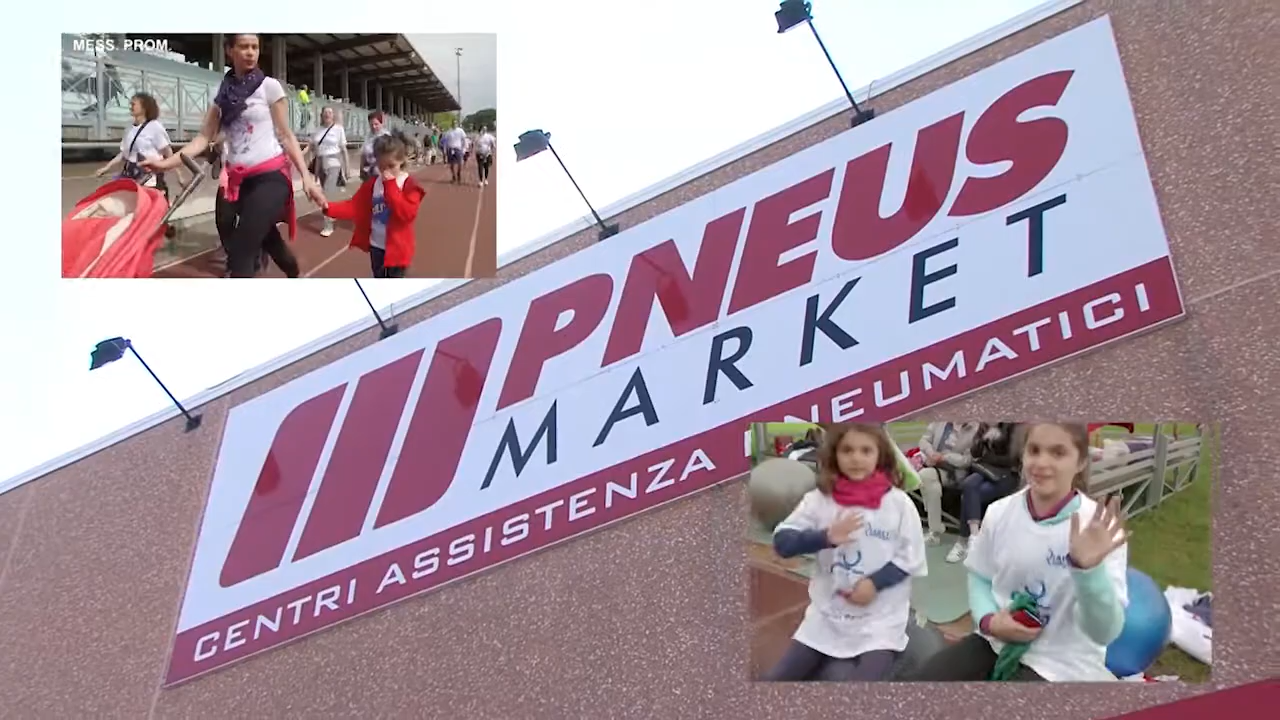 MESS. PROM.
PNEUS
MARKET
CENTRI ASSISTENZA PNEUMATICI